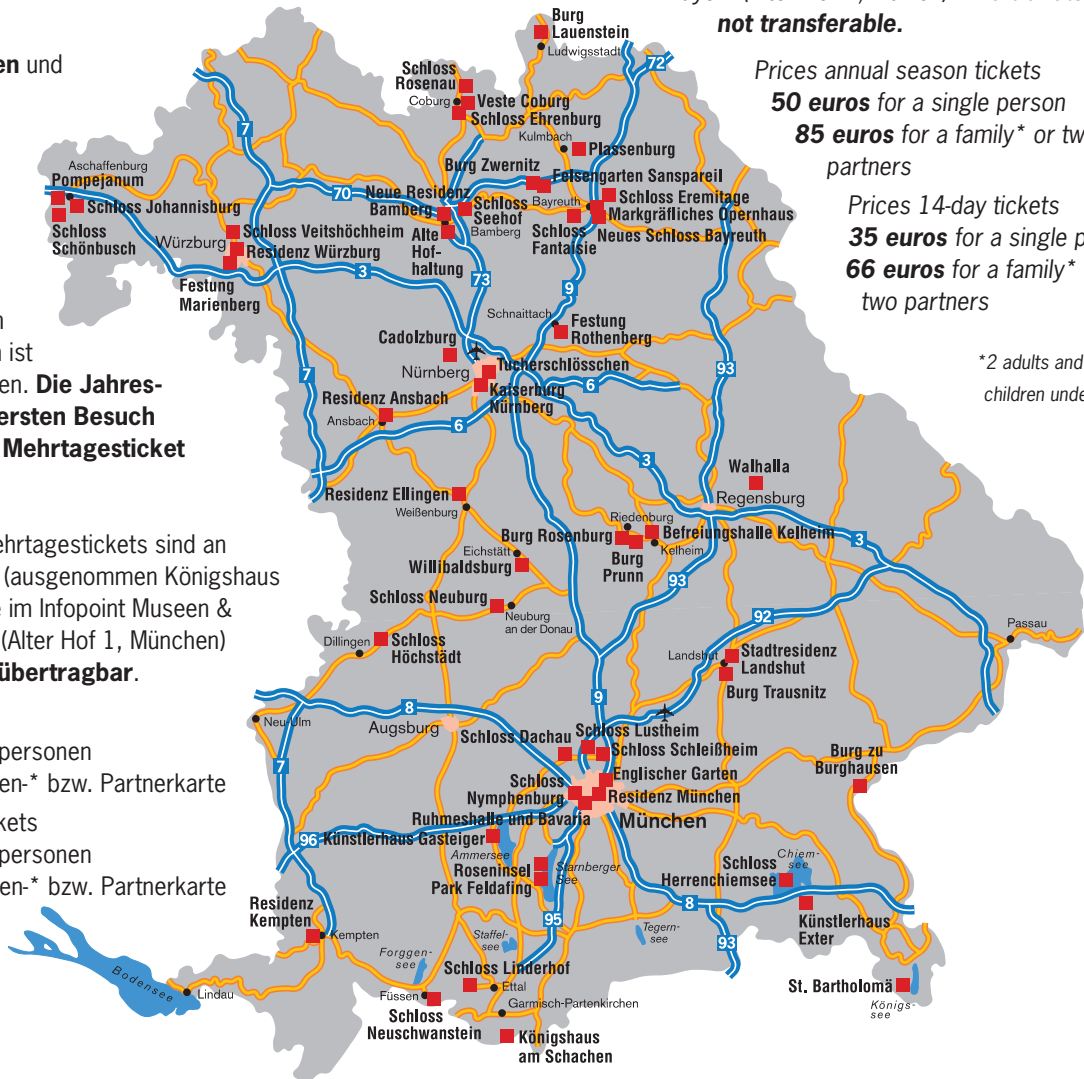 en und
n
n ist
en. Die Jahres-
ersten Besuch
Mehrtagesticket
ehrtagestickets sind an
(ausgenommen Königshaus
e im Infopoint Museen &
(Alter Hof 1, München)
übertragbar.
personen
en-* bzw. Partnerkarte
kets
personen
en-* bzw. Partnerkarte
not transferable.
Prices annual season tickets
50 euros for a single person
85 euros for a family* or tw
partners
Prices 14-day tickets
35 euros for a single p
66 euros for a family*
two partners
*2 adults and
children unde
Burg
Lauenstein
Ludwigsstadt
72
Schloss
Rosenau
Coburg
Veste Coburg
Schloss Ehrenburg
Kulmbach
Plassenburg
7
Aschaffenburg
Pompejanum
Schloss Johannisburg
Schloss
Schönbusch
70
Burg Zwernitz
Felsengarten Sanspareil
Neue Residenz
Bamberg
Schloss
Seehof
Bamberg
Alte
Hof-
haltung
Bayreuth
Schloss Eremitage
Markgräfliches Opernhaus
Neues Schloss Bayreuth
Schloss
Fantaisie
Würzburg
Schloss Veitshöchheim
Residenz Würzburg
Festung
Marienberg
3
73
9
Schnaittach
Festung
Rothenberg
Cadolzburg
Nürnberg
Tucherschlösschen
Kaiserburg
Nürnberg
6
93
7
Residenz Ansbach
Ansbach
6
3
Walhalla
Regensburg
Residenz Ellingen
Weißenburg
Riedenburg
Burg Rosenburg
Befreiungshalle Kelheim
Kelheim
Burg
Prunn
3
Eichstätt
Willibaldsburg
93
Schloss Neuburg
Neuburg
an der Donau
92
Passau
Dillingen
Schloss
Höchstädt
Landshut
Stadtresidenz
Landshut
Burg Trausnitz
9
8
Neu-Ulm
Augsburg
7
Schloss Dachau
Schloss Lustheim
Schloss Schleißheim
Burg zu
Burghausen
Schloss
Nymphenburg
Englischer Garten
Residenz München
München
Ruhmeshalle und Bavaria
96
Künstlerhaus Gasteiger
Ammersee
Roseninsel
Park Feldafing
Starnberger
See
Chiem-
see
Schloss
Herrenchiemsee
8
Künstlerhaus
Exter
95
93
Residenz
Kempten
Kempten
Staffel-
see
Tegern-
see
Forggen-
see
Schloss Linderhof
Ettal
St. Bartholomä
Königs-
see
Bodensee
Lindau
Füssen
Schloss
Neuschwanstein
Garmisch-Partenkirchen
Königshaus
am Schachen